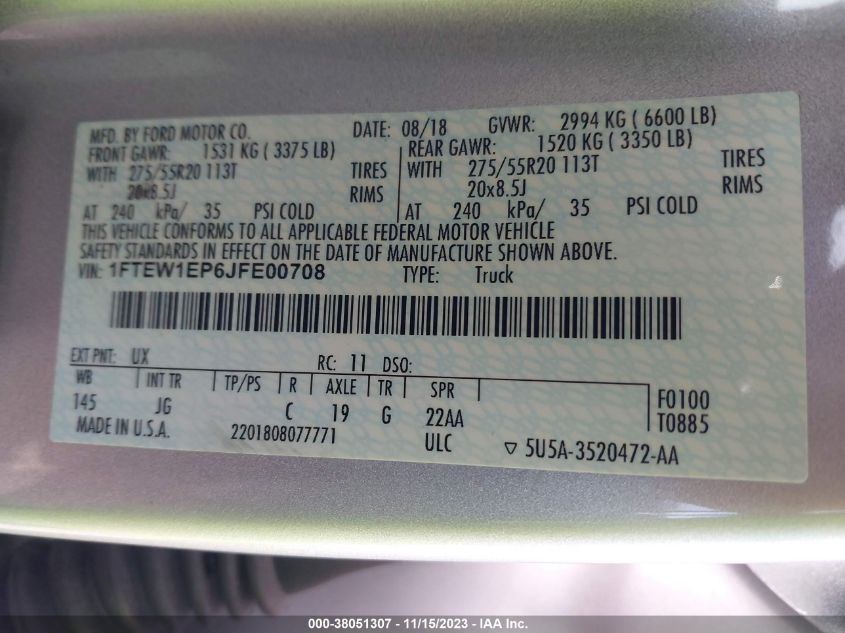 MFD. BY FORD MOTOR CO. DATE: 08/18 GVWR: 2994 KG ( 6600 LB)
FRONT GAWR: 1531 KG ( 3375 LB) REAR GAWR: 1520 KG ( 3350 LB)
WITH 275/55R20 113T TIRES WITH 275/55R20 113T TIRES
20x8.5J RIMS 20x8.5J RIMS
AT 240 kPa/ 35 PSI COLD AT 240 kPa/ 35 PSI COLD
THIS VEHICLE CONFORMS TO ALL APPLICABLE FEDERAL MOTOR VEHICLE
SAFETY STANDARDS IN EFFECT ON THE DATE OF MANUFACTURE SHOWN ABOVE.
VIN: 1FTEW1EP6JFE00708 TYPE: Truck
EXT PNT: UX RC: 11 DSO:
WB INT TR TP/PS R AXLE TR SPR F0100
145 JG C 19 G 22AA T0885
MADE IN U.S.A. 2201808077771 ULC ▽ 5U5A-3520472-AA
000-38051307 - 11/15/2023 - IAA Inc.